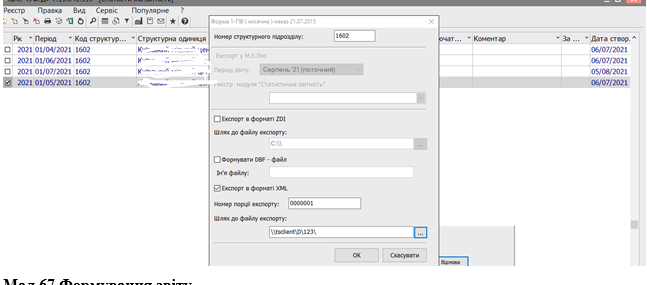 Реєстр Правка Вид Сервіс Популярне ?
Рік Період Код структур... Структурна одиниця Коментар За ... Дата створ.
2021 01/04/2021 1602 06/07/2021
2021 01/06/2021 1602 06/07/2021
2021 01/07/2021 1602 05/08/2021
2021 01/05/2021 1602 06/07/2021
Форма 1-ПВ ( місячна ) наказ 21.07.2015
Номер структурного підрозділу: 1602
Експорт у M.E.Doc
Період звіту: Серпень '21 (поточний)
Реєстр модуля "Статистична звітність"
Експорт в форматі ZDI
Шлях до файлу експорту:
C:\\ ...
Формувати DBF - файл
Ім'я файлу:
Експорт в форматі XML
Номер порції експорту: 0000001
Шлях до файлу експорту:
\\tsclient\D\123\ ...
OK Скасувати
Віднова
Мал.67 Формування звіту